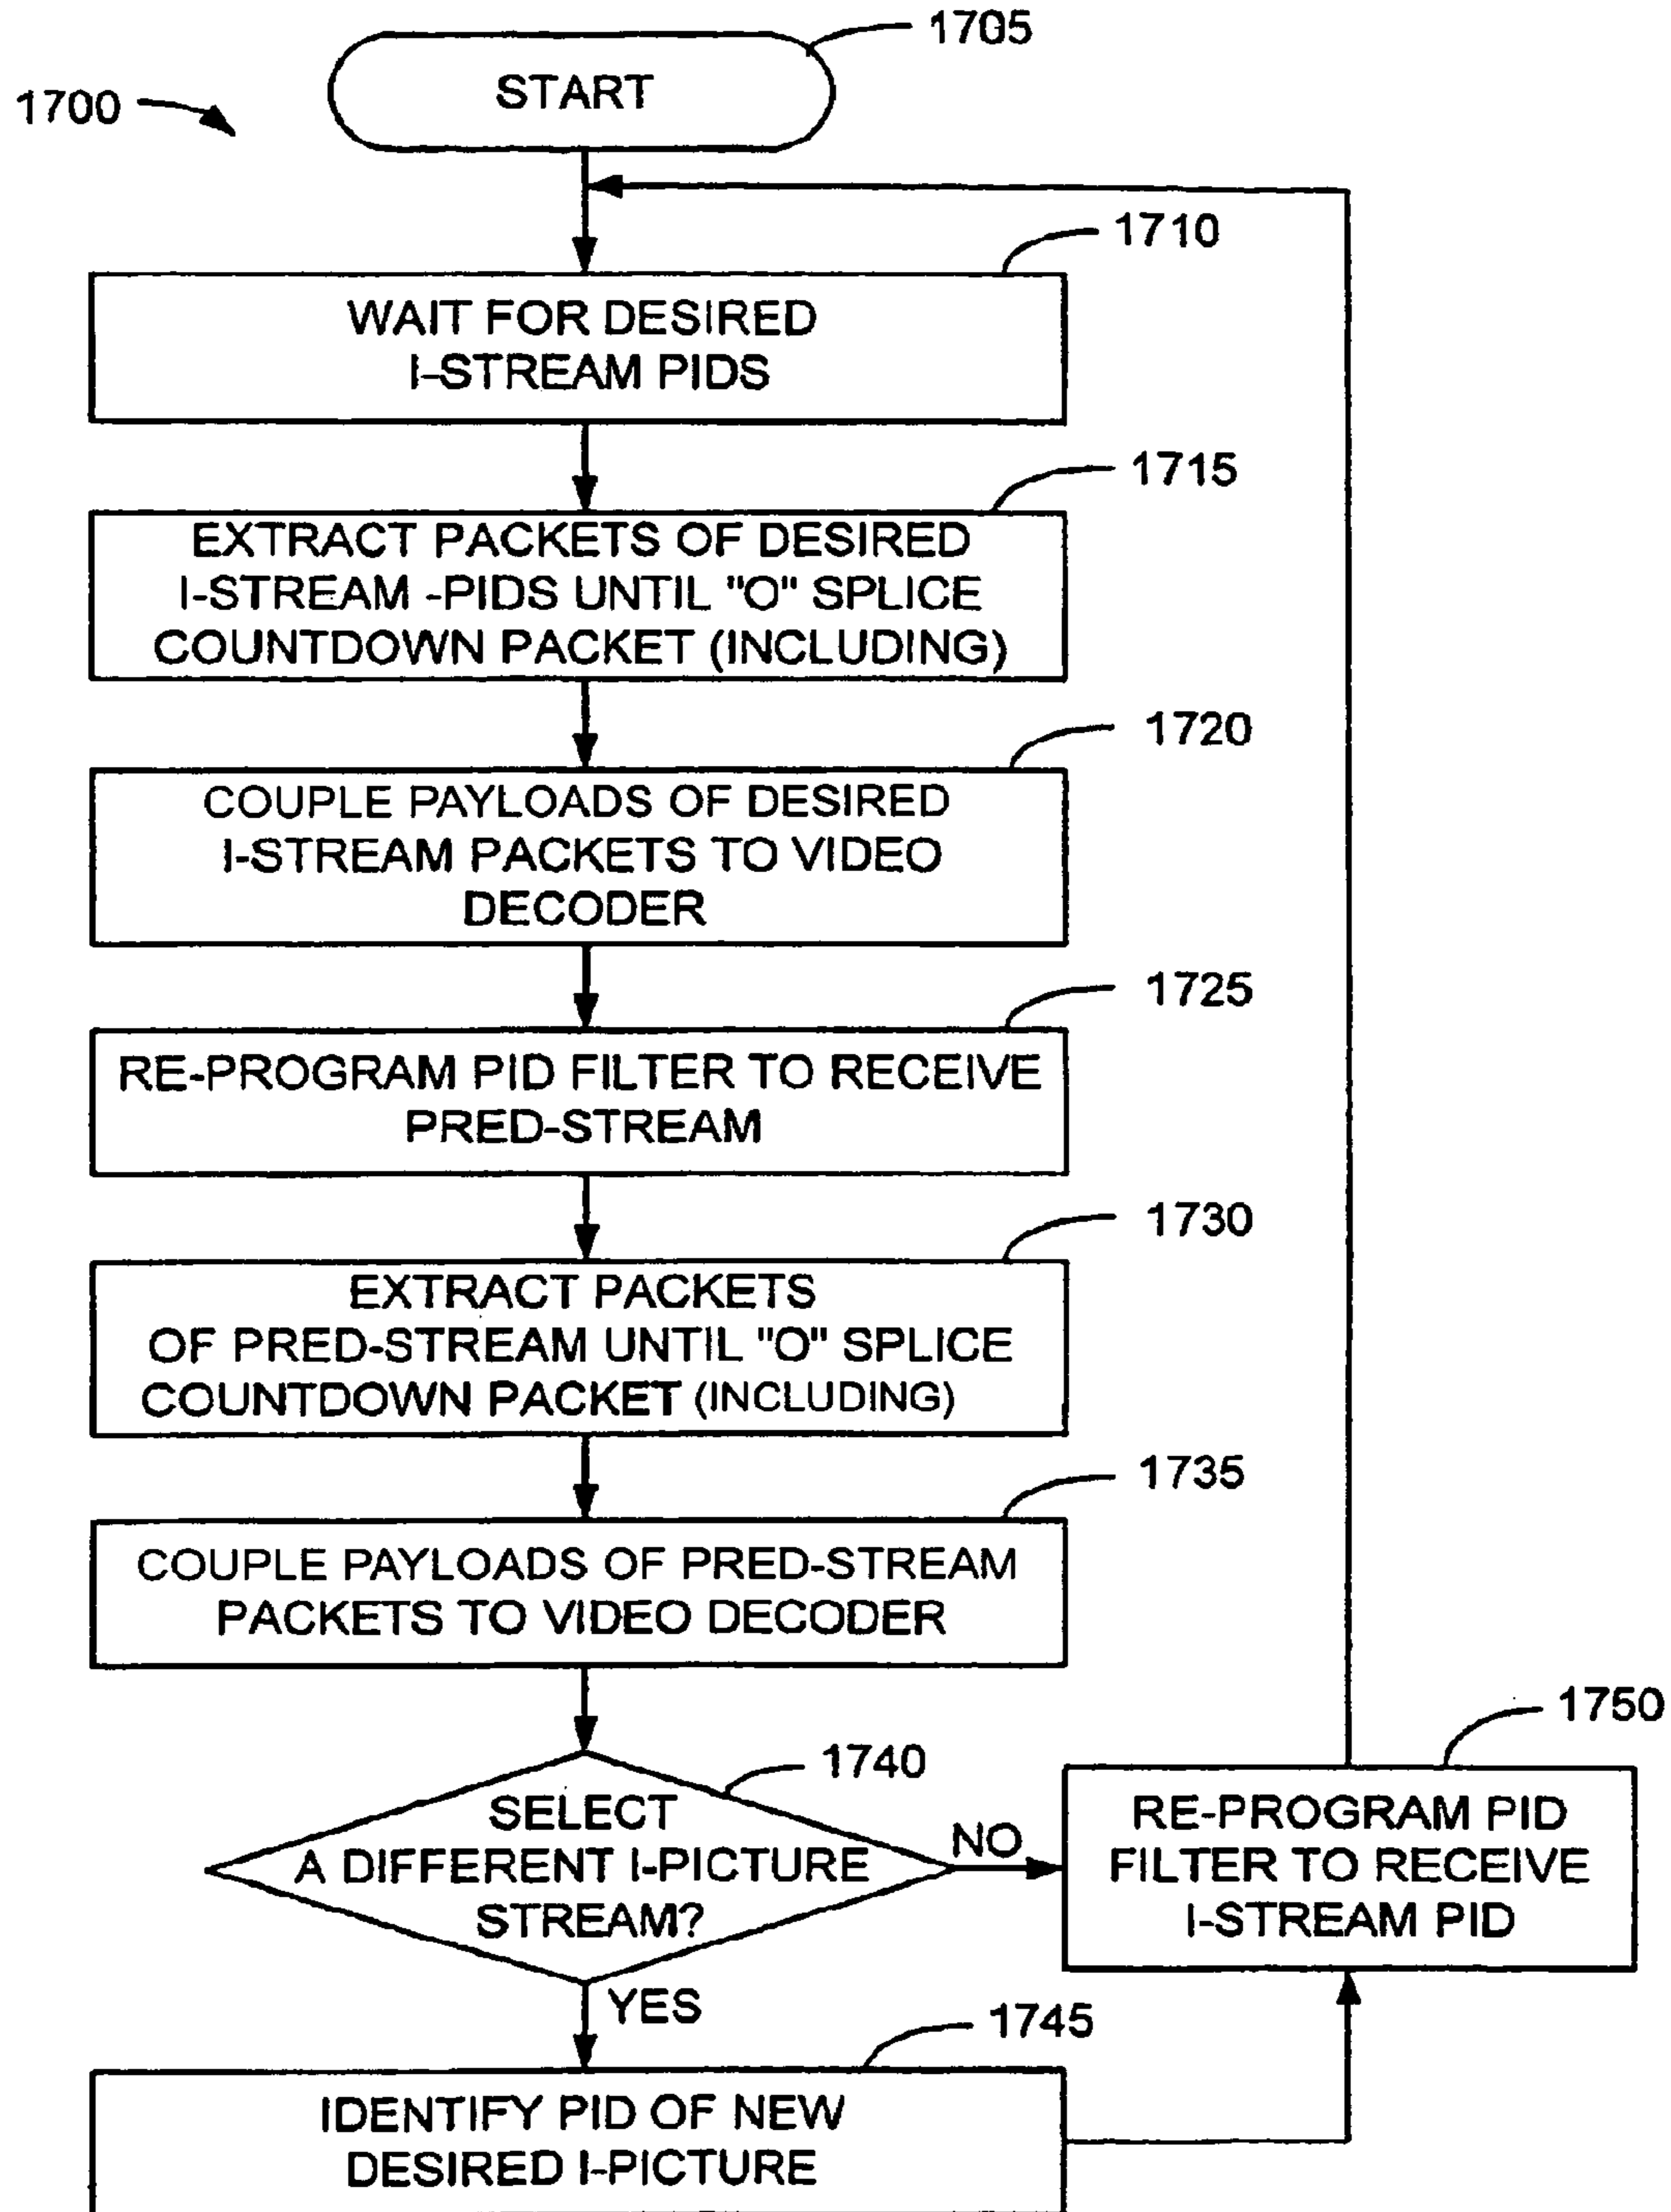 1705
START
1700
1710
WAIT FOR DESIRED
I-STREAM PIDS
1715
EXTRACT PACKETS OF DESIRED
I-STREAM -PIDS UNTIL "O" SPLICE
COUNTDOWN PACKET (INCLUDING)
1720
COUPLE PAYLOADS OF DESIRED
I-STREAM PACKETS TO VIDEO
DECODER
1725
RE-PROGRAM PID FILTER TO RECEIVE
PRED-STREAM
1730
EXTRACT PACKETS
OF PRED-STREAM UNTIL "O" SPLICE
COUNTDOWN PACKET (INCLUDING)
1735
COUPLE PAYLOADS OF PRED-STREAM
PACKETS TO VIDEO DECODER
1740
SELECT
A DIFFERENT I-PICTURE
STREAM?
NO
1750
RE-PROGRAM PID
FILTER TO RECEIVE
I-STREAM PID
YES
1745
IDENTIFY PID OF NEW
DESIRED I-PICTURE